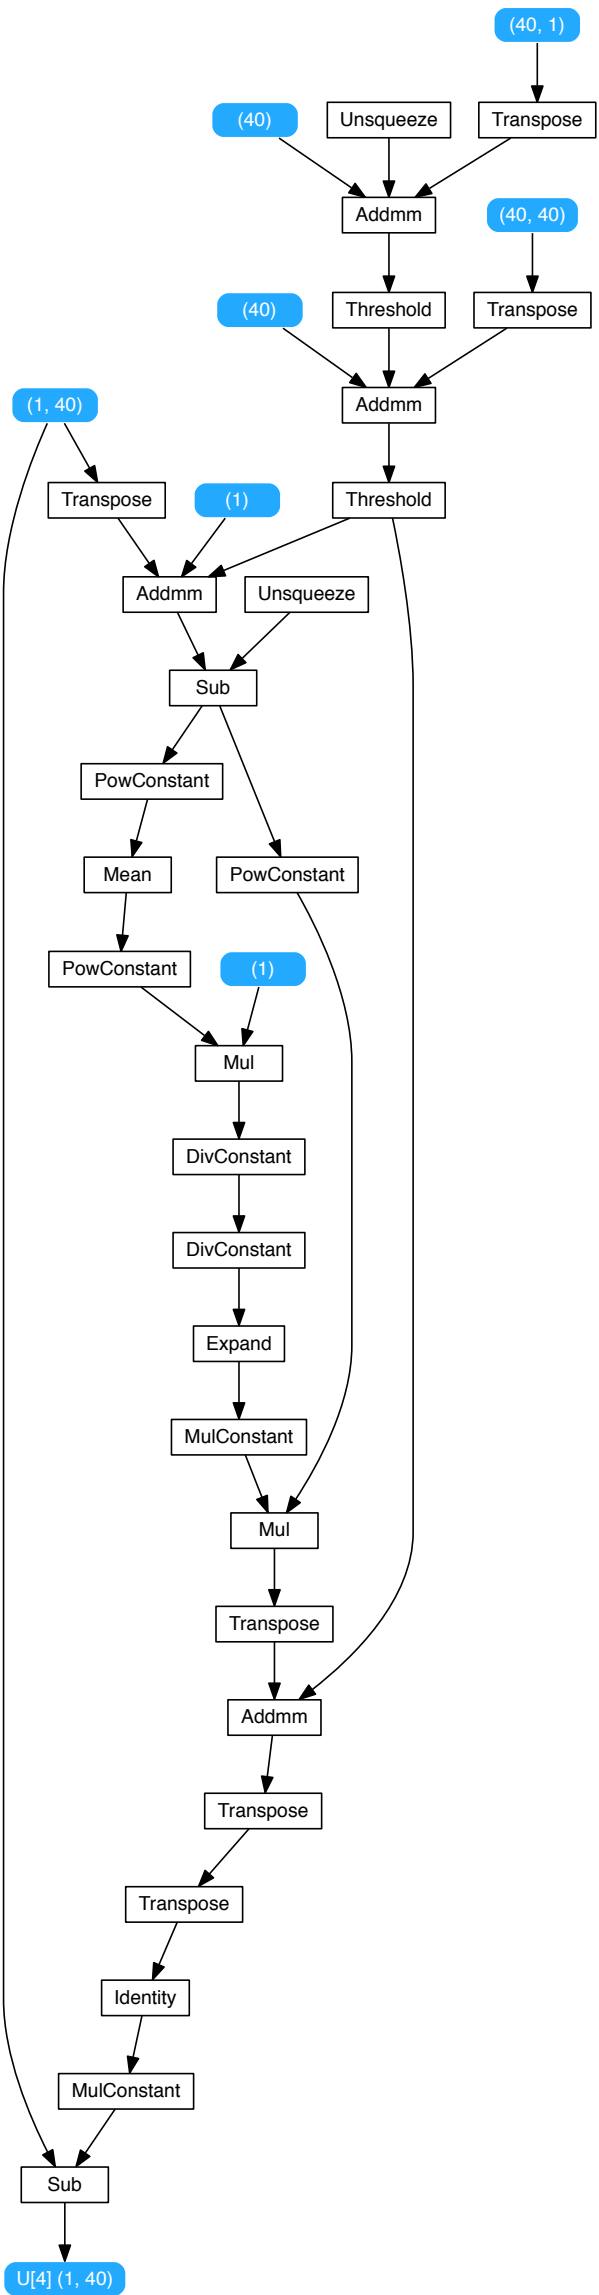 (40, 1)
(40)
Unsqueeze
Transpose
Addmm
(40, 40)
(40)
Threshold
Transpose
(1, 40)
Addmm
Transpose
(1)
Threshold
Addmm
Unsqueeze
Sub
PowConstant
Mean
PowConstant
PowConstant
(1)
Mul
DivConstant
DivConstant
Expand
MulConstant
Mul
Transpose
Addmm
Transpose
Transpose
Identity
MulConstant
Sub
U[4] (1, 40)